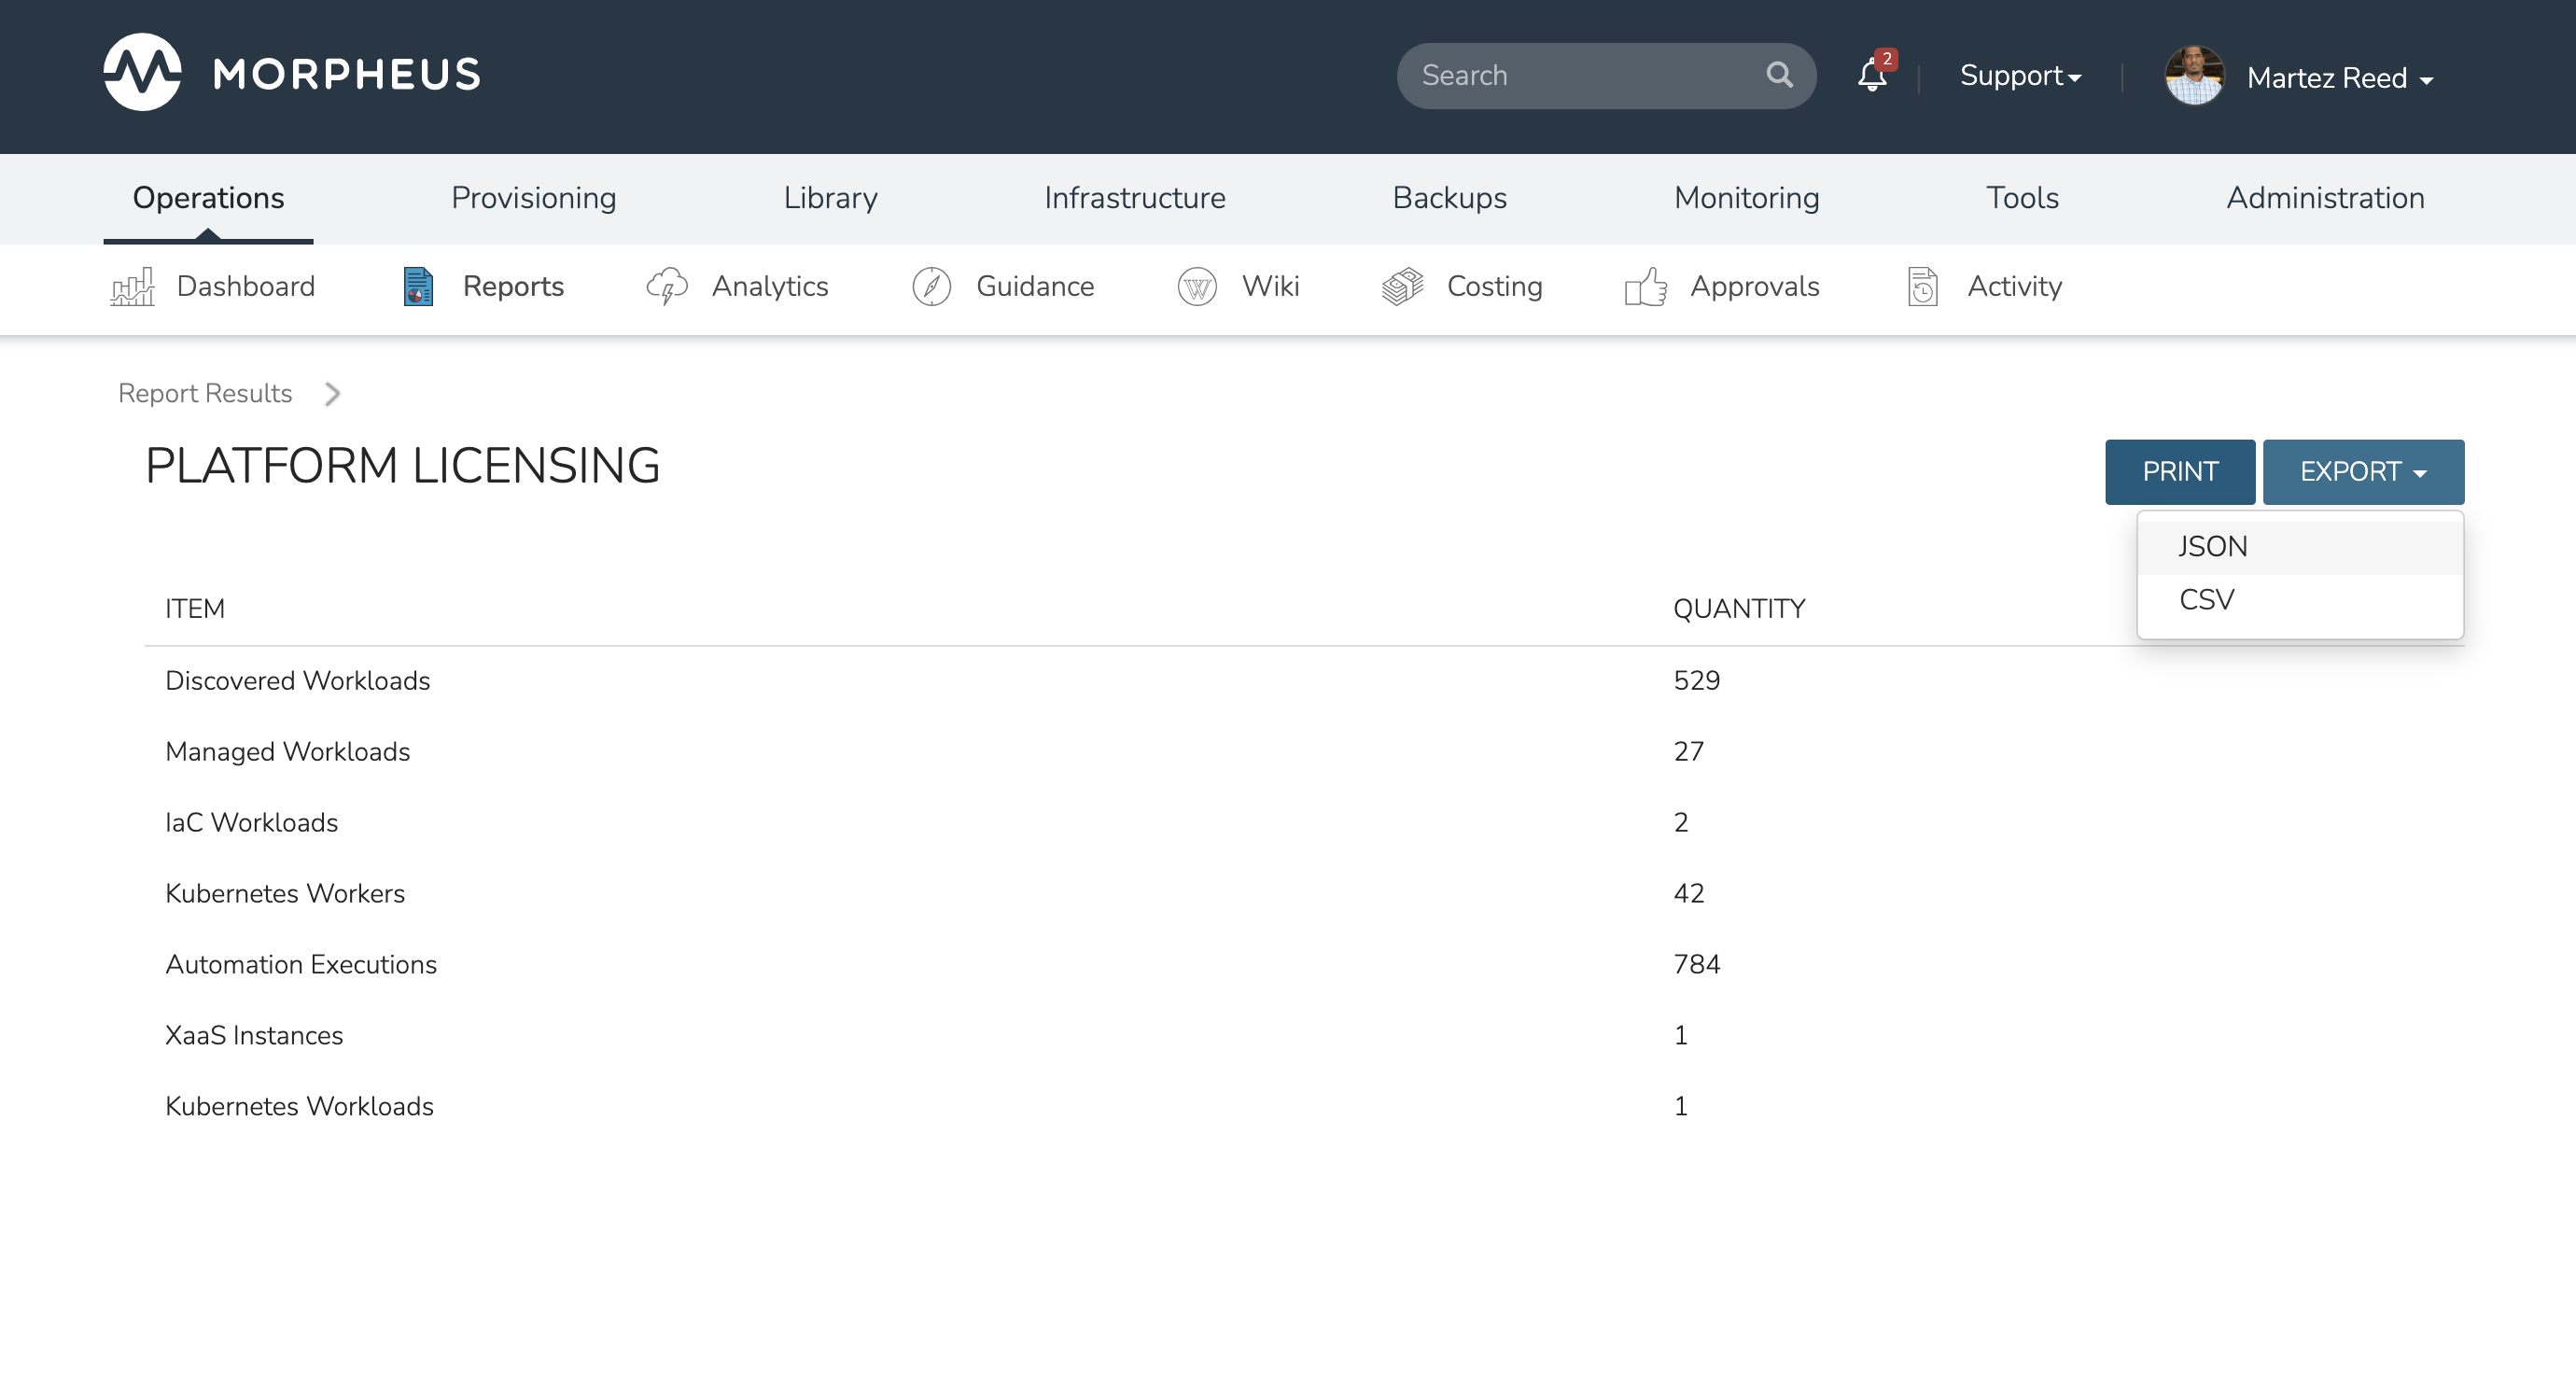 MORPHEUS
Search
2
Support
Martez Reed
Operations
Provisioning
Library
Infrastructure
Backups
Monitoring
Tools
Administration
Dashboard
Reports
Analytics
Guidance
W
Wiki
Costing
Approvals
Activity
Report Results
PLATFORM LICENSING
PRINT
EXPORT
JSON
CSV
ITEM QUANTITY
Discovered Workloads 529
Managed Workloads 27
IaC Workloads 2
Kubernetes Workers 42
Automation Executions 784
XaaS Instances 1
Kubernetes Workloads 1